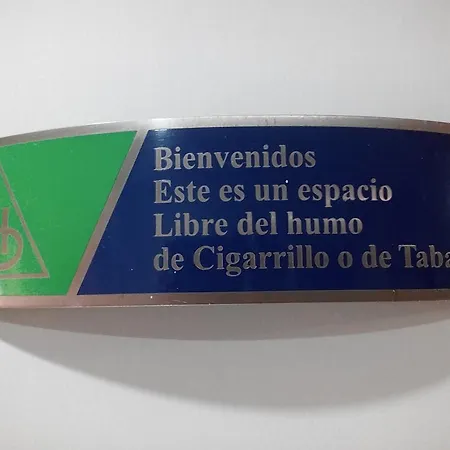 Bienvenidos
Este es un espacio
Libre del humo
de Cigarrillo o de Taba